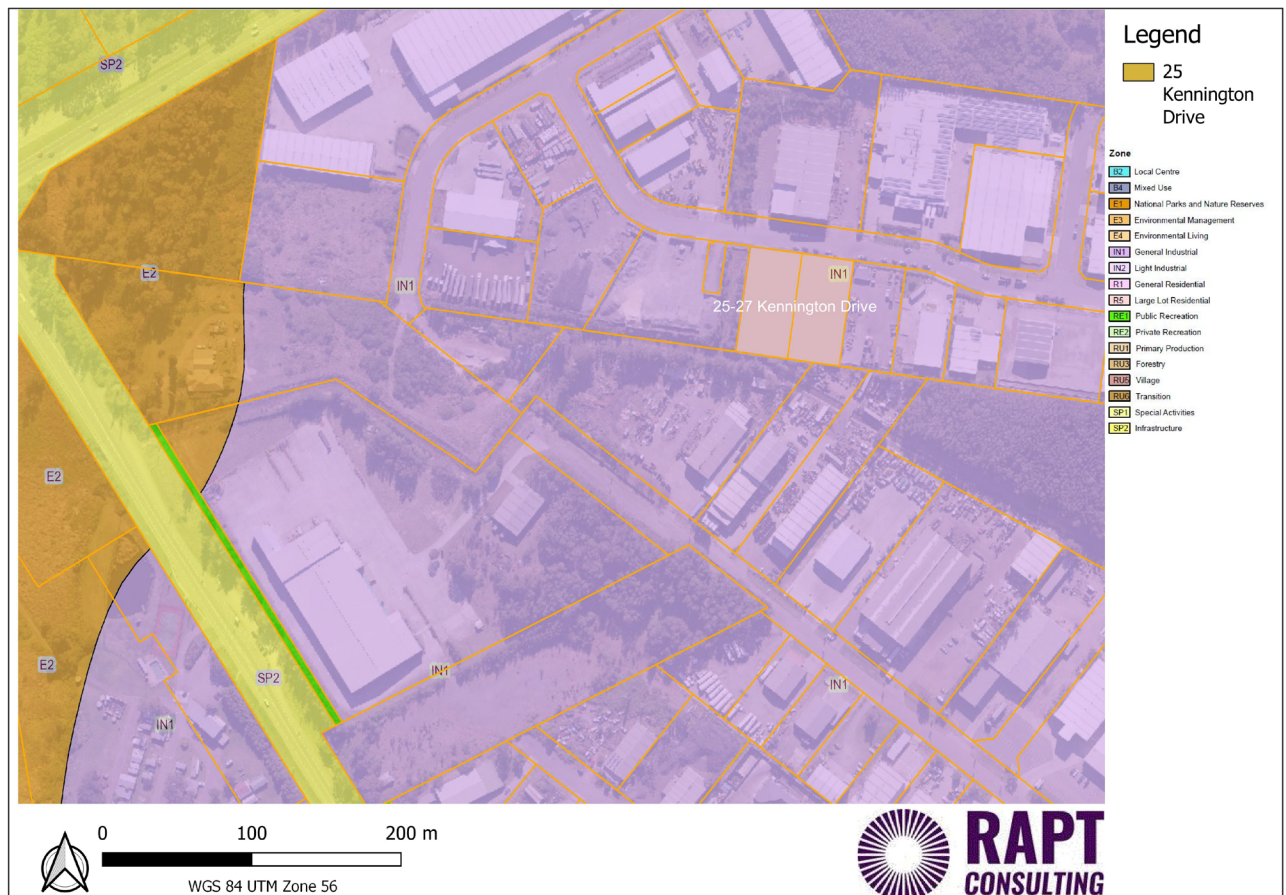 SP2
E2
IN1
IN1
25-27 Kennington Drive
E2
E2
SP2
IN1
IN1
IN1
Legend
25
Kennington
Drive
Zone
B2 Local Centre
B4 Mixed Use
E1 National Parks and Nature Reserves
E3 Environmental Management
E4 Environmental Living
IN1 General Industrial
IN2 Light Industrial
R1 General Residential
R5 Large Lot Residential
RE1 Public Recreation
RE2 Private Recreation
RU1 Primary Production
RU3 Forestry
RU5 Village
RU6 Transition
SP1 Special Activities
SP2 Infrastructure
0 100 200 m
WGS 84 UTM Zone 56
RAPT
CONSULTING